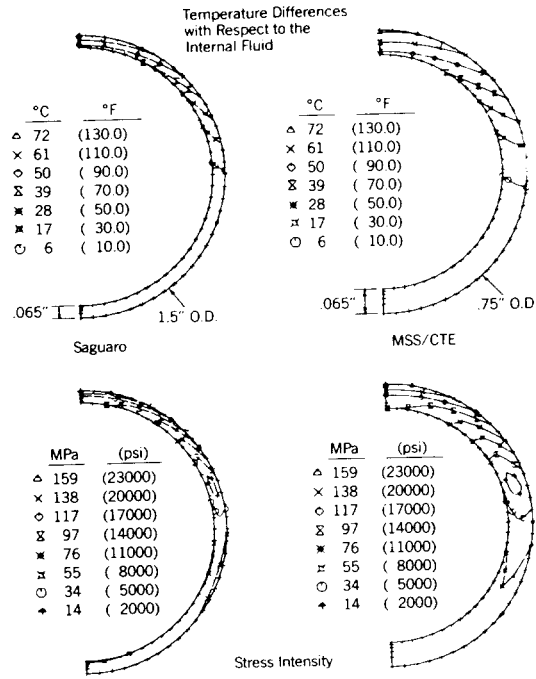 Temperature Differences
with Respect to the
Internal Fluid
°C °F
72 (130.0)
61 (110.0)
50 ( 90.0)
39 ( 70.0)
28 ( 50.0)
17 ( 30.0)
6 ( 10.0)
.065" 1.5" O.D.
Saguaro
°C °F
72 (130.0)
61 (110.0)
50 ( 90.0)
39 ( 70.0)
28 ( 50.0)
17 ( 30.0)
6 ( 10.0)
.065" .75" O.D.
MSS/CTE
MPa (psi)
159 (23000)
138 (20000)
117 (17000)
97 (14000)
76 (11000)
55 ( 8000)
34 ( 5000)
14 ( 2000)
MPa (psi)
159 (23000)
138 (20000)
117 (17000)
97 (14000)
76 (11000)
55 ( 8000)
34 ( 5000)
14 ( 2000)
Stress Intensity